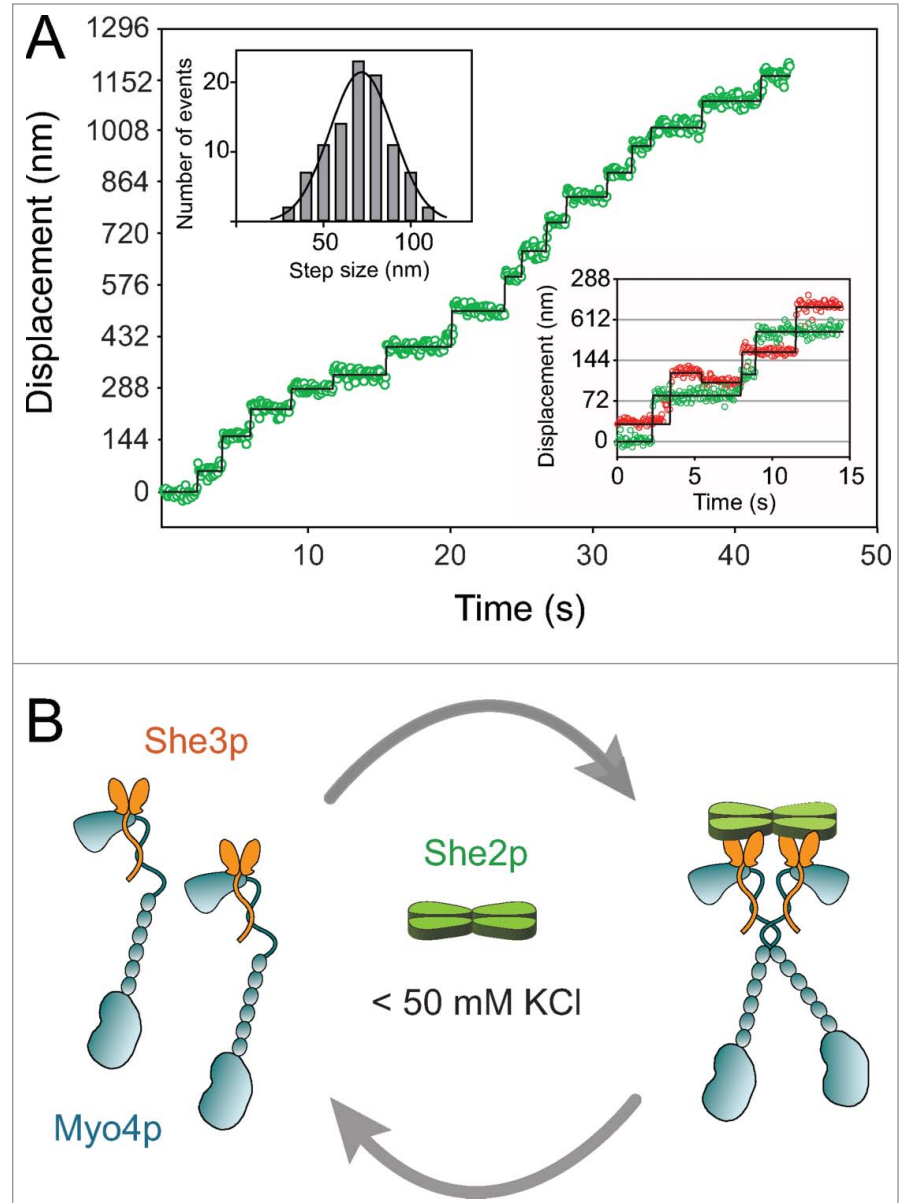 A
Displacement (nm)
1296
1152
1008
864
720
576
432
288
144
0
Number of events
20
10
50
100
Step size (nm)
Displacement (nm)
288
612
144
72
0
0
5
10
15
Time (s)
10
20
30
40
50
Time (s)
B
She3p
She2p
< 50 mM KCl
Myo4p